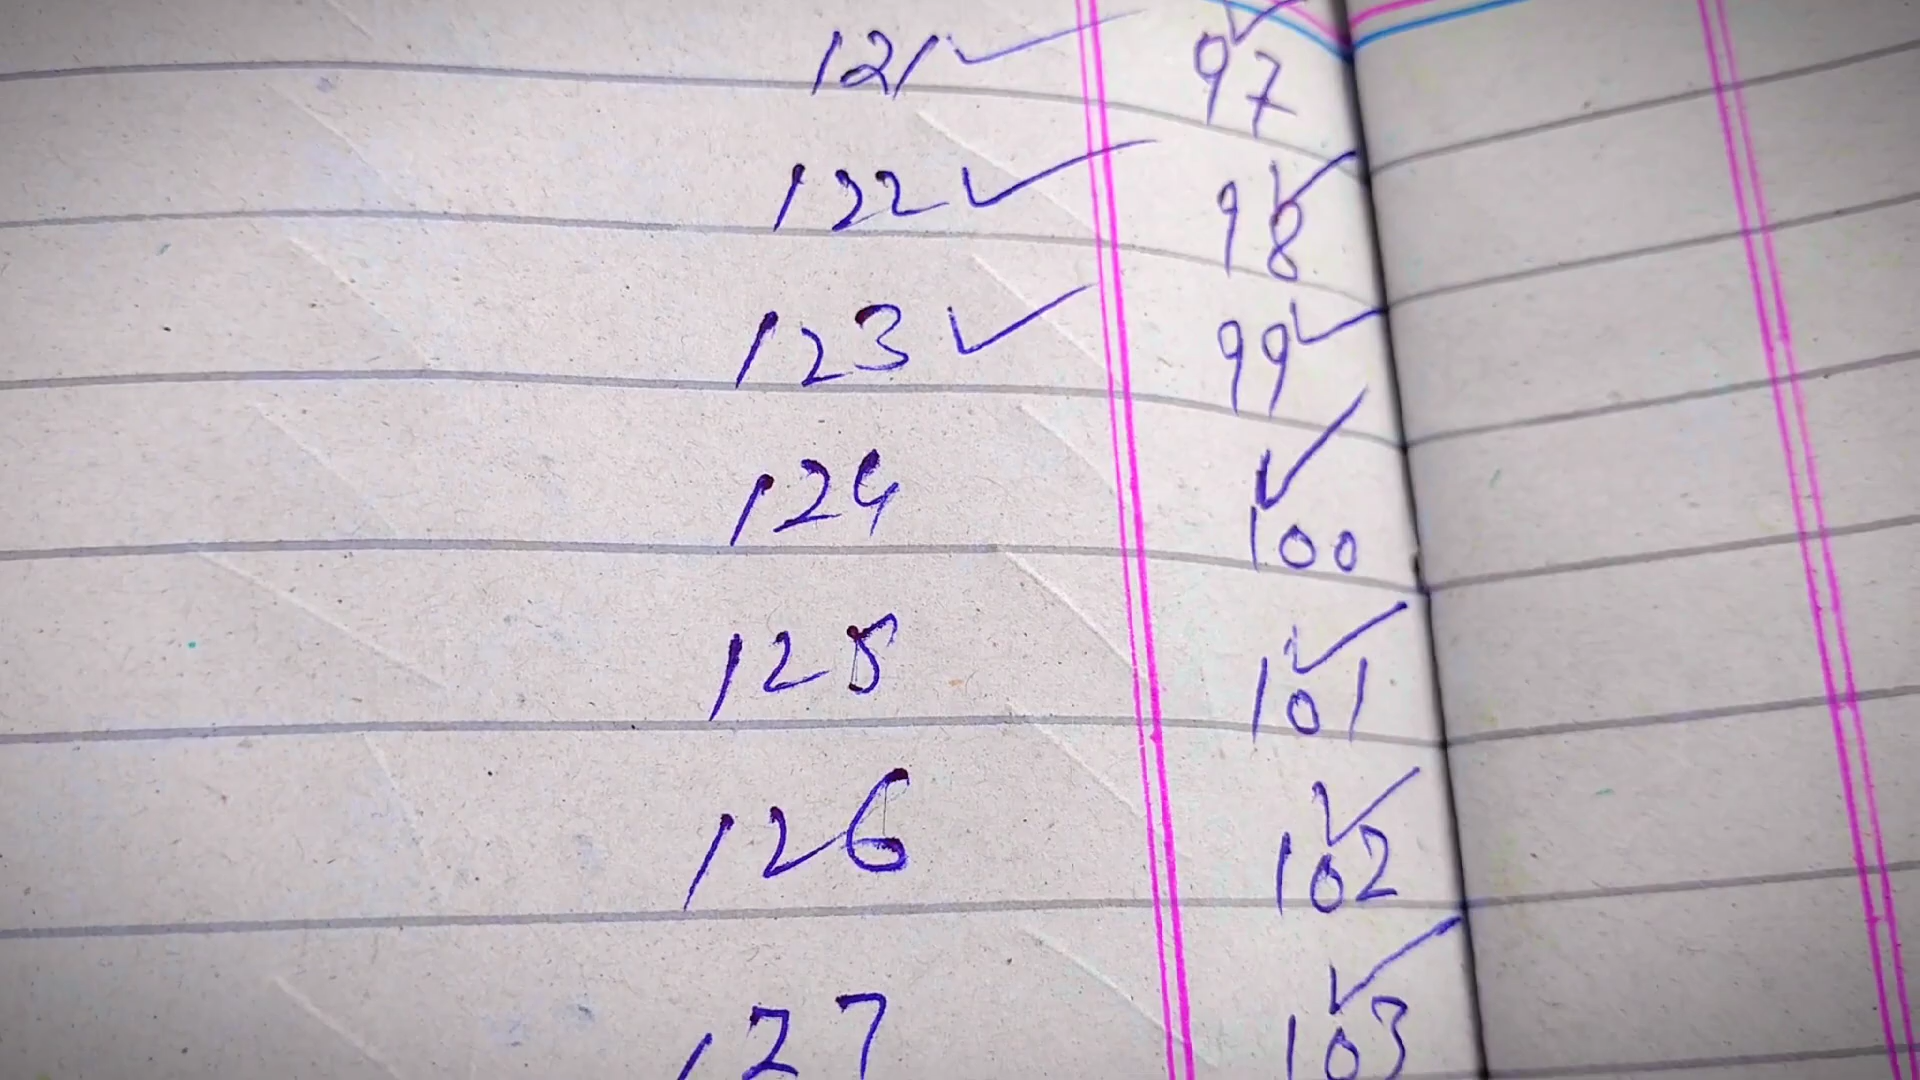 121 ✓ 97 ✓
122 ✓ 98 ✓
123 ✓ 99 ✓
124 100 ✓
125 101 ✓
126 102 ✓
127 103 ✓